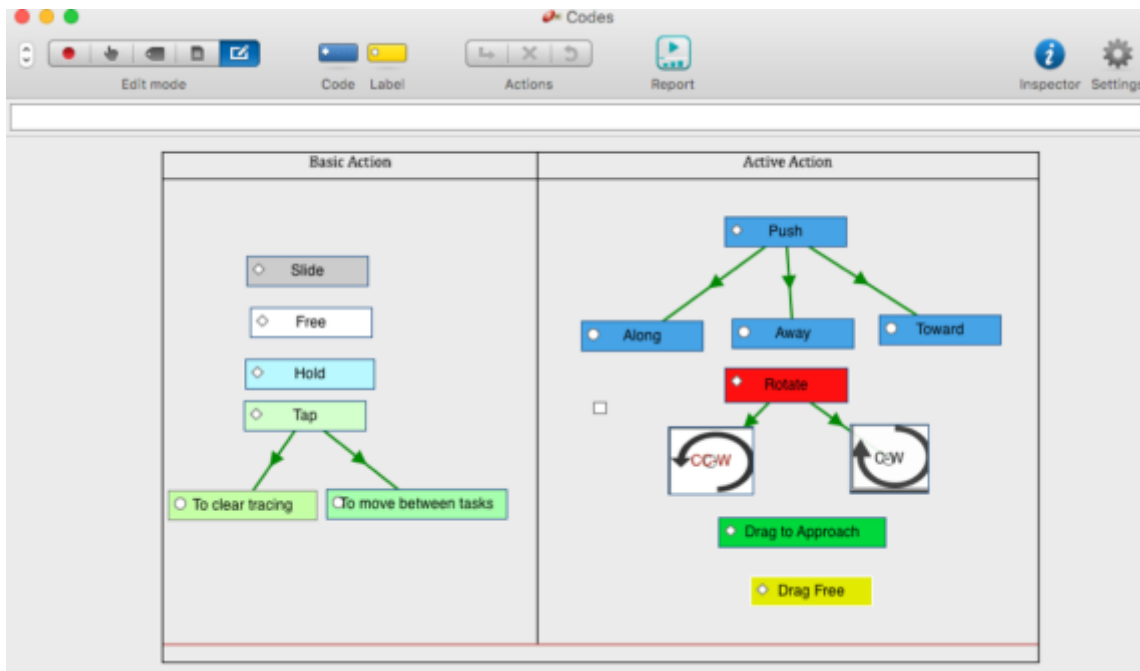 Codes
Edit mode
Code
Label
Actions
Report
Inspector
Settings
Basic Action
Active Action
Slide
Free
Hold
Tap
To clear tracing
To move between tasks
Push
Along
Away
Toward
Rotate
CCW
CW
Drag to Approach
Drag Free